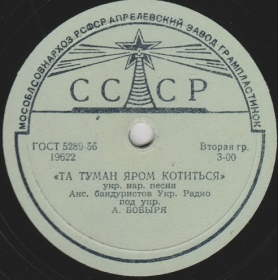 МОСОБЛСОВНАРХОЗ РСФСР АПРЕЛЕВСКИЙ ЗАВОД ГРАМПЛАСТИНОК
СССР
ГОСТ 5289-56 Вторая гр.
19622 3-00
«ТА ТУМАН ЯРОМ КОТИТЬСЯ»
укр. нар. песни
Анс. бандуристов Укр. Радио
под упр.
А. БОБЫРЯ